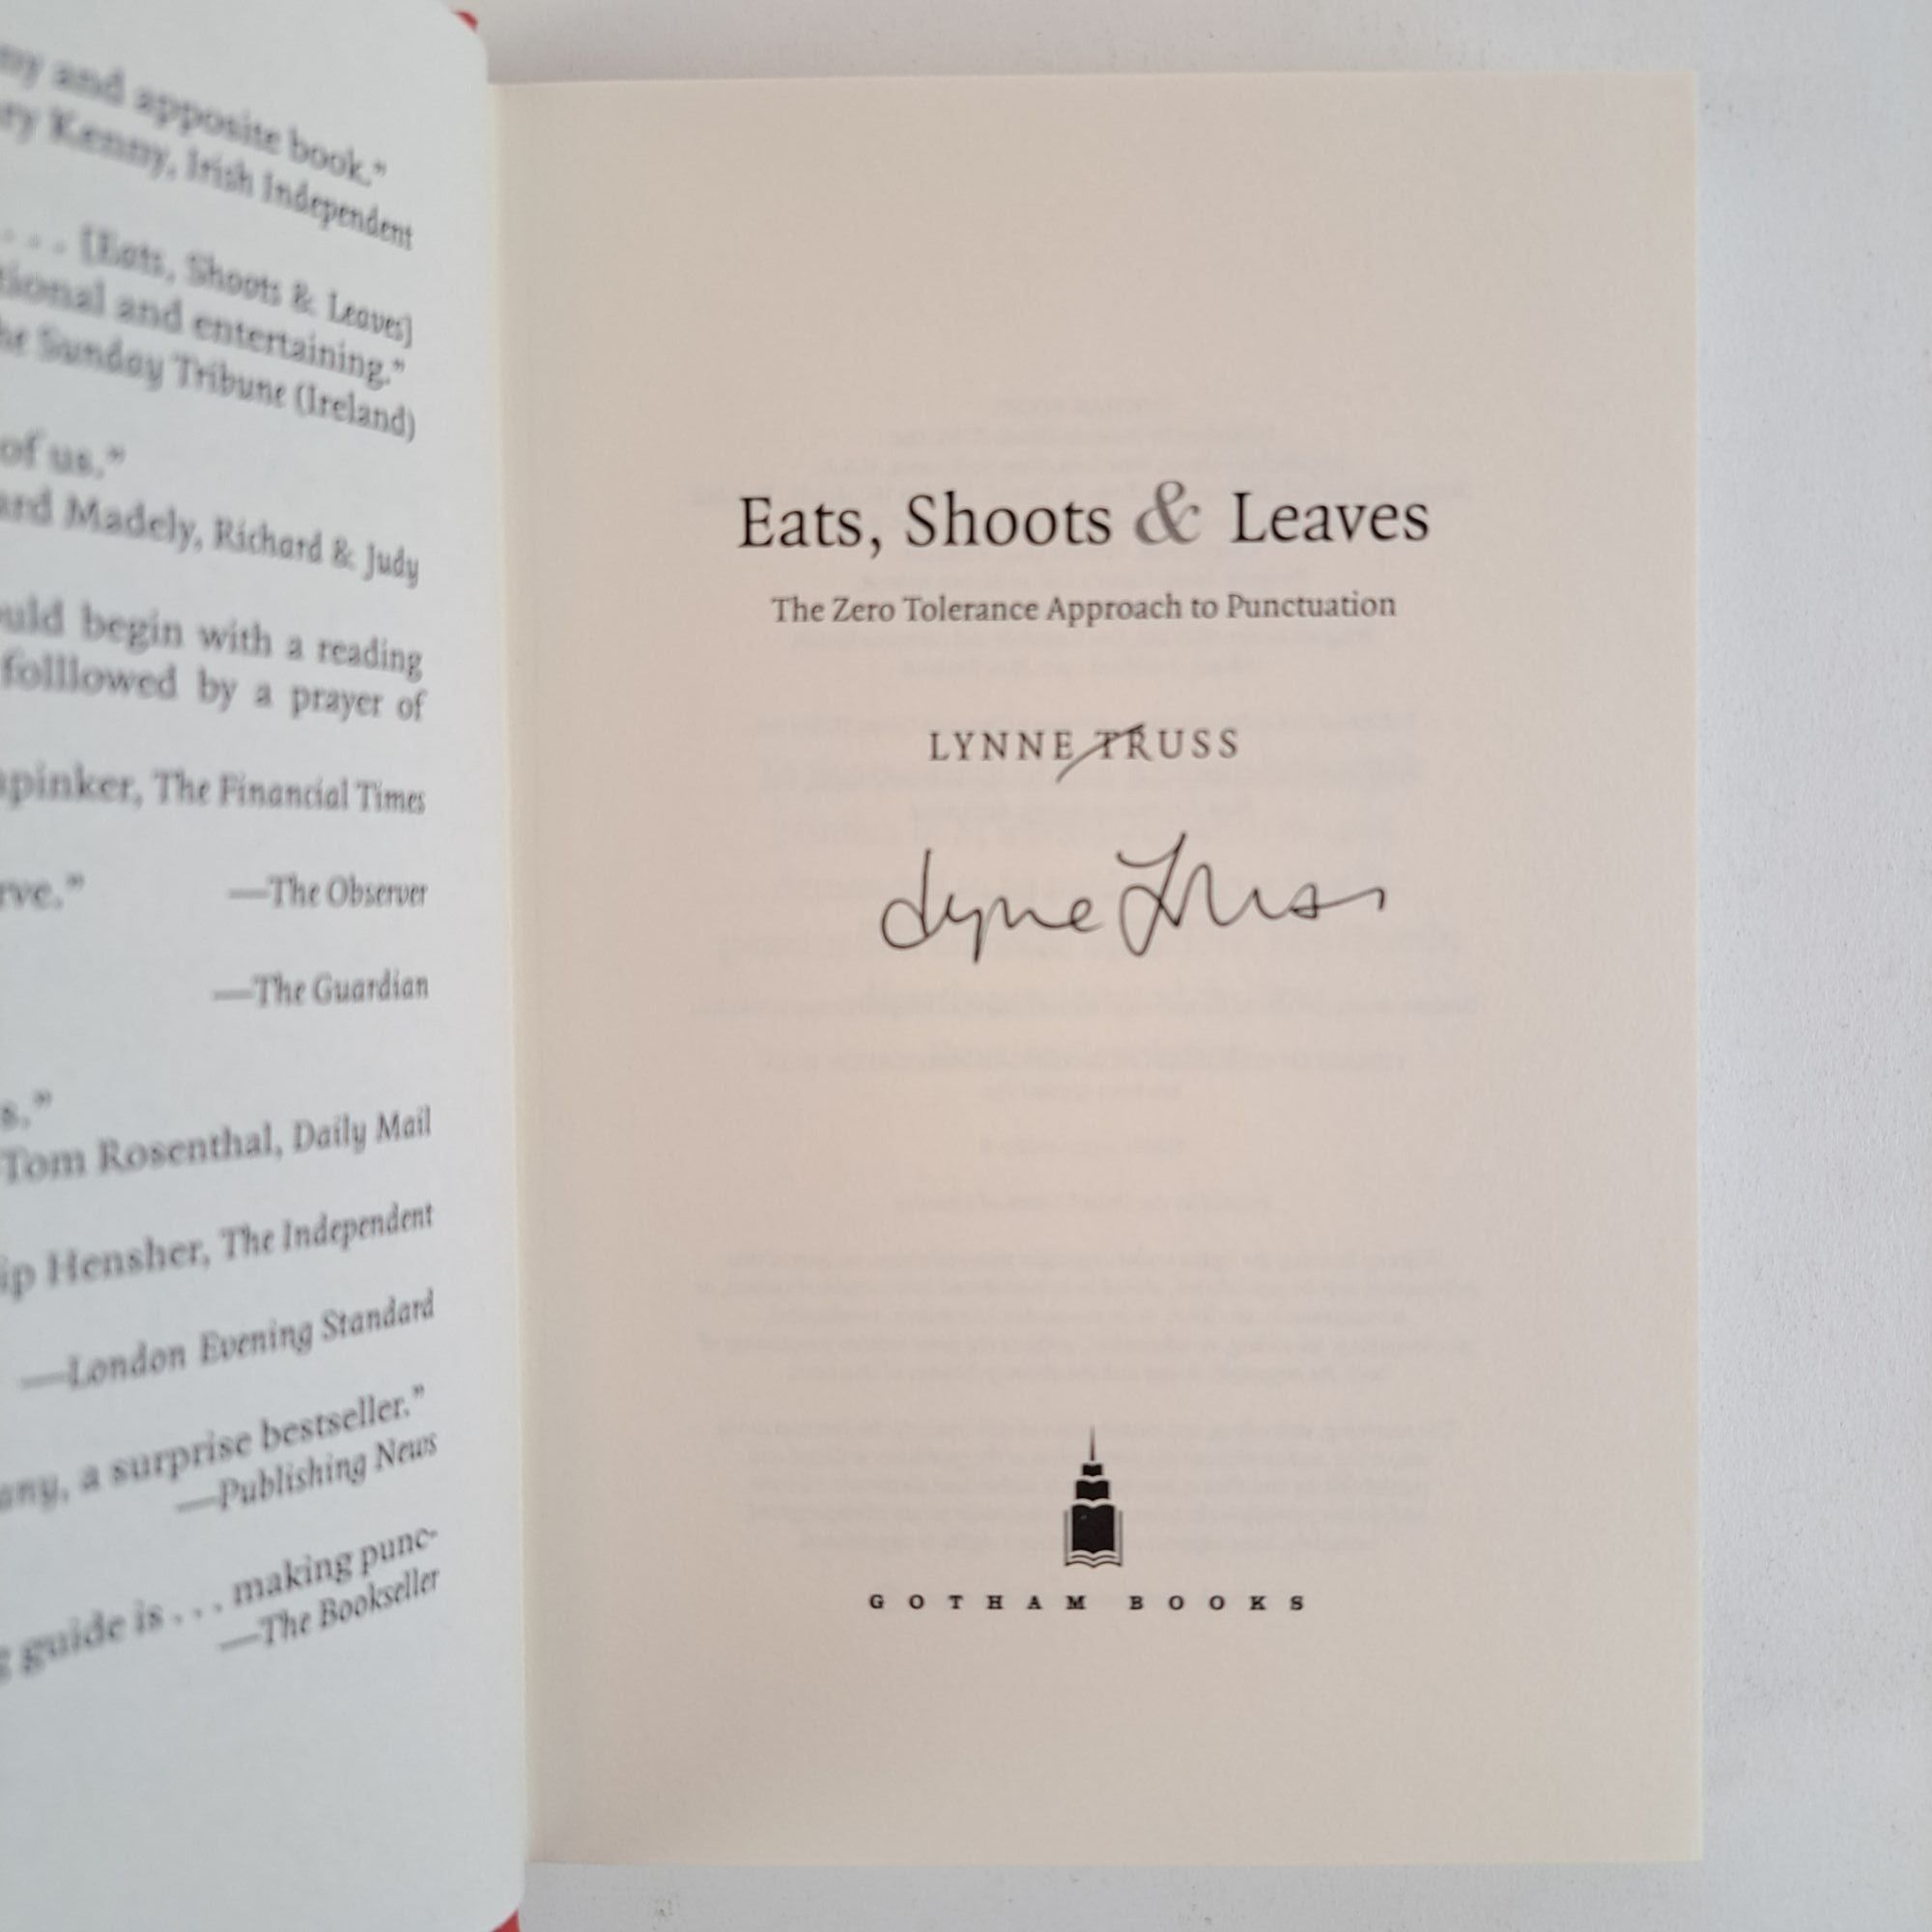 ny and apposite book.”
ry Kenny, Irish Independent
. . . . [Eats, Shoots & Leaves]
tional and entertaining.”
he Sunday Tribune (Ireland)
of us.”
ard Madely, Richard & Judy
ould begin with a reading
folllowed by a prayer of
pinker, The Financial Times
rve.” —The Observer
—The Guardian
s.”
Tom Rosenthal, Daily Mail
ip Hensher, The Independent
—London Evening Standard
any, a surprise bestseller.”
—Publishing News
g guide is . . . making punc-
—The Bookseller
Eats, Shoots & Leaves
The Zero Tolerance Approach to Punctuation
LYNNE TRUSS
Lynne Truss
GOTHAM BOOKS